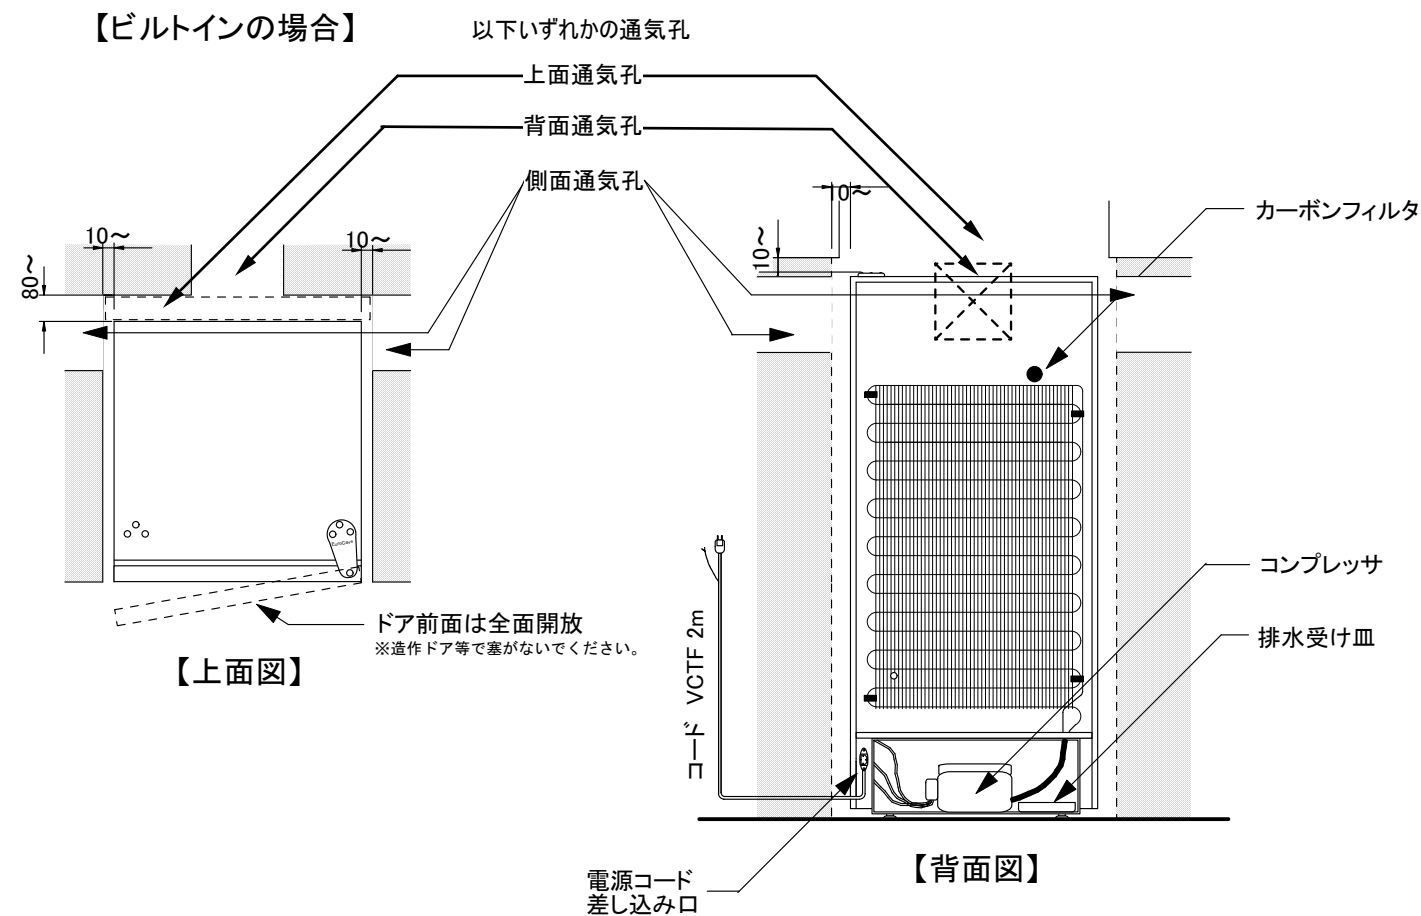 【ビルトインの場合】
以下いずれかの通気孔
上面通気孔
背面通気孔
側面通気孔
10～
10～
80～
EuroCave
ドア前面は全面開放
※造作ドア等で塞がないでください。
【上面図】
10～
10～
カーボンフィルタ
コンプレッサ
排水受け皿
コード VCTF 2m
電源コード
差し込み口
【背面図】